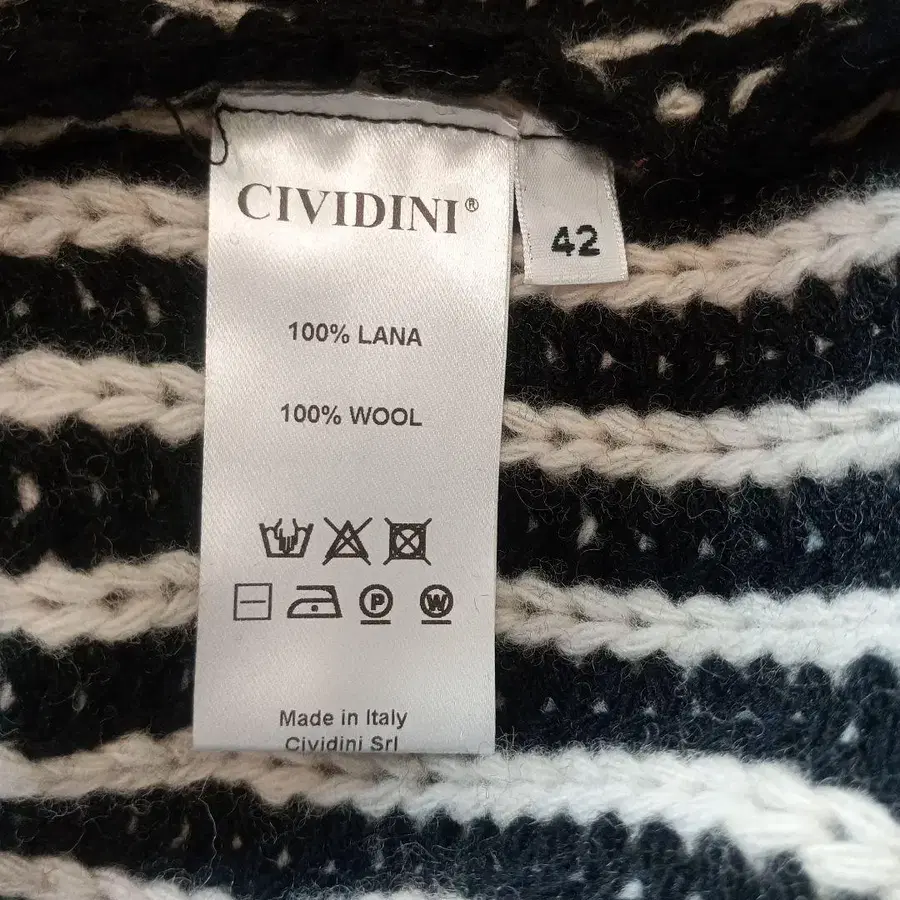 CIVIDINI®
42
100% LANA
100% WOOL
P W
Made in Italy
Cividini Srl